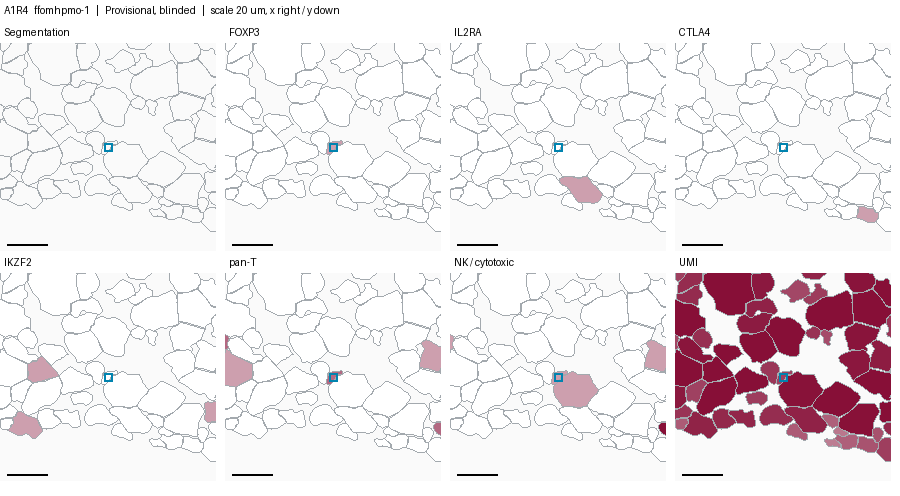 A1R4 ffomhpmo-1 | Provisional, blinded | scale 20 um, x right / y down
Segmentation FOXP3 IL2RA CTLA4
IKZF2 pan-T NK / cytotoxic UMI